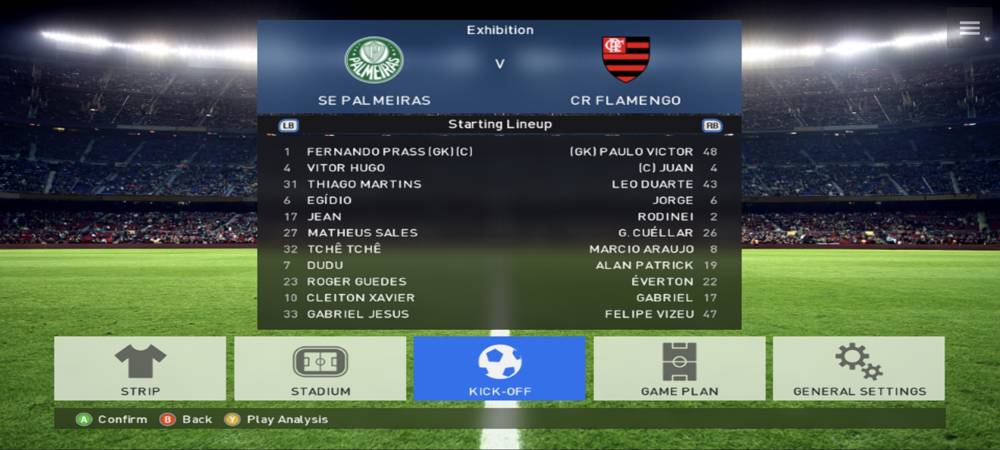 Exhibition
PALMEIRAS
CRF
V
SE PALMEIRAS
CR FLAMENGO
LB
Starting Lineup
RB
1 FERNANDO PRASS (GK)(C)
(GK) PAULO VICTOR 48
4 VITOR HUGO
(C) JUAN 4
31 THIAGO MARTINS
LEO DUARTE 43
6 EGÍDIO
JORGE 6
17 JEAN
RODINEI 2
27 MATHEUS SALES
G. CUÉLLAR 26
32 TCHÊ TCHÊ
MARCIO ARAUJO 8
7 DUDU
ALAN PATRICK 19
23 ROGER GUEDES
ÉVERTON 22
10 CLEITON XAVIER
GABRIEL 17
33 GABRIEL JESUS
FELIPE VIZEU 47
STRIP
STADIUM
KICK-OFF
GAME PLAN
GENERAL SETTINGS
A Confirm B Back Y Play Analysis